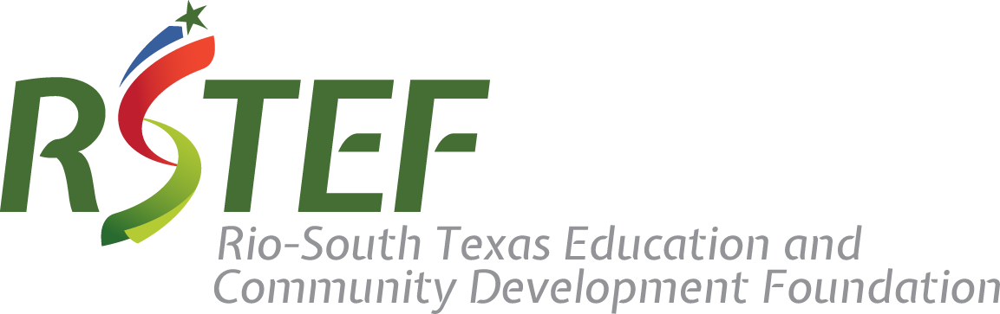 RSTEF
Rio-South Texas Education and
Community Development Foundation